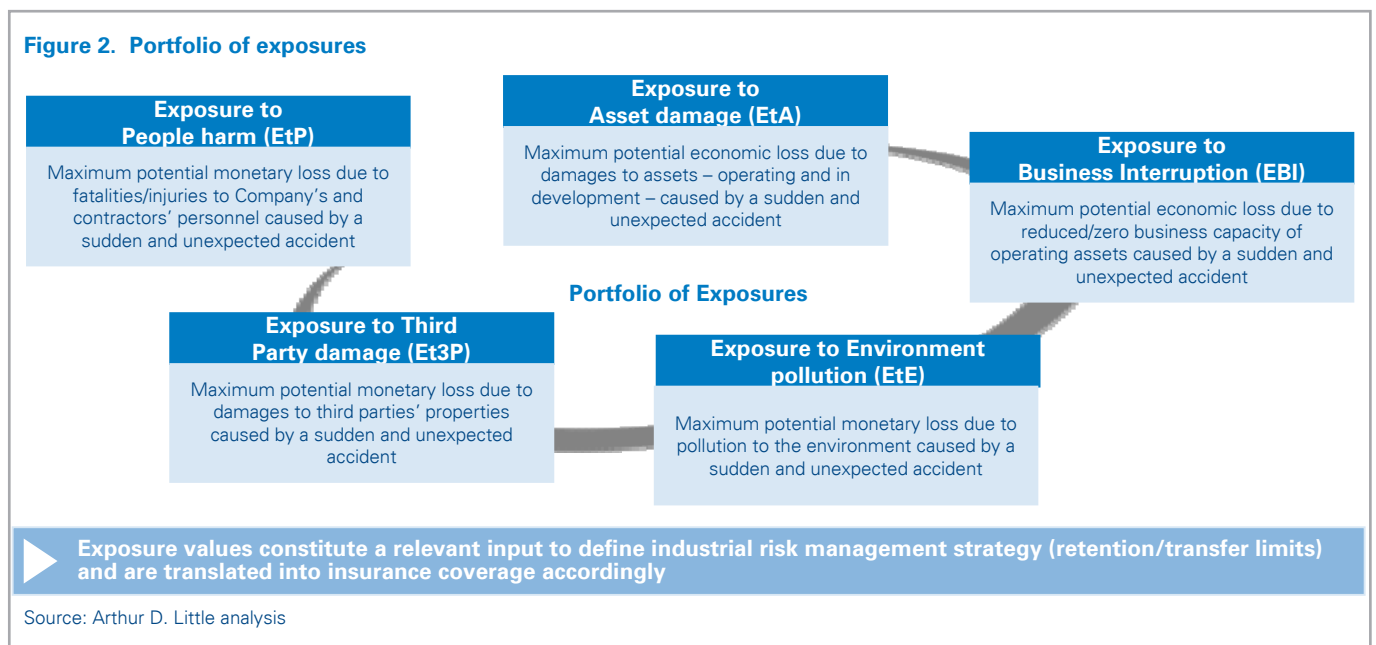 Figure 2. Portfolio of exposures
Exposure to
People harm (EtP)
Maximum potential monetary loss due to
fatalities/injuries to Company's and
contractors' personnel caused by a
sudden and unexpected accident
Exposure to
Asset damage (EtA)
Maximum potential economic loss due to
damages to assets – operating and in
development – caused by a sudden and
unexpected accident
Exposure to
Business Interruption (EBI)
Maximum potential economic loss due to
reduced/zero business capacity of
operating assets caused by a sudden and
unexpected accident
Portfolio of Exposures
Exposure to Third
Party damage (Et3P)
Maximum potential monetary loss due to
damages to third parties' properties
caused by a sudden and unexpected
accident
Exposure to Environment
pollution (EtE)
Maximum potential monetary loss due to
pollution to the environment caused by a
sudden and unexpected accident
Exposure values constitute a relevant input to define industrial risk management strategy (retention/transfer limits)
and are translated into insurance coverage accordingly
Source: Arthur D. Little analysis